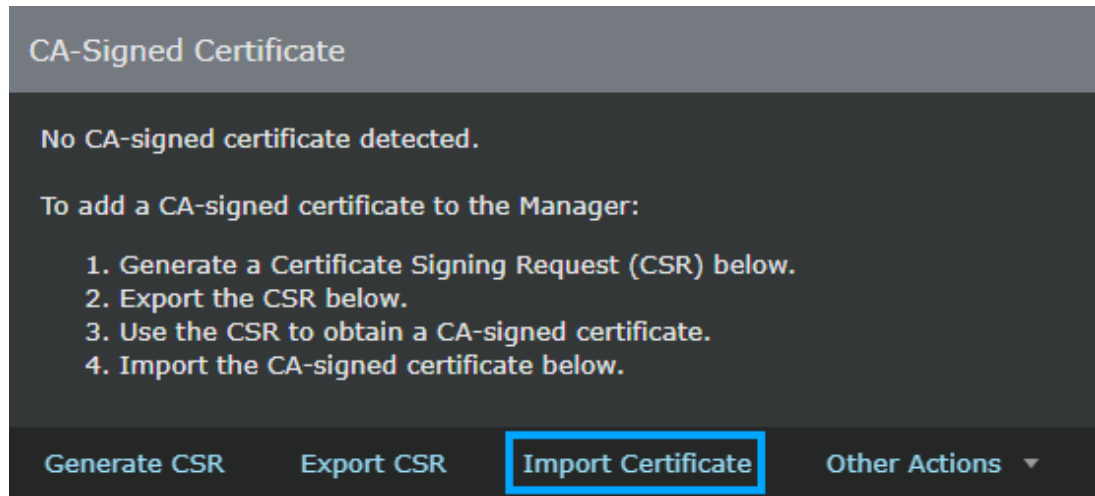 CA-Signed Certificate
No CA-signed certificate detected.
To add a CA-signed certificate to the Manager:
1. Generate a Certificate Signing Request (CSR) below.
2. Export the CSR below.
3. Use the CSR to obtain a CA-signed certificate.
4. Import the CA-signed certificate below.
Generate CSR Export CSR Import Certificate Other Actions